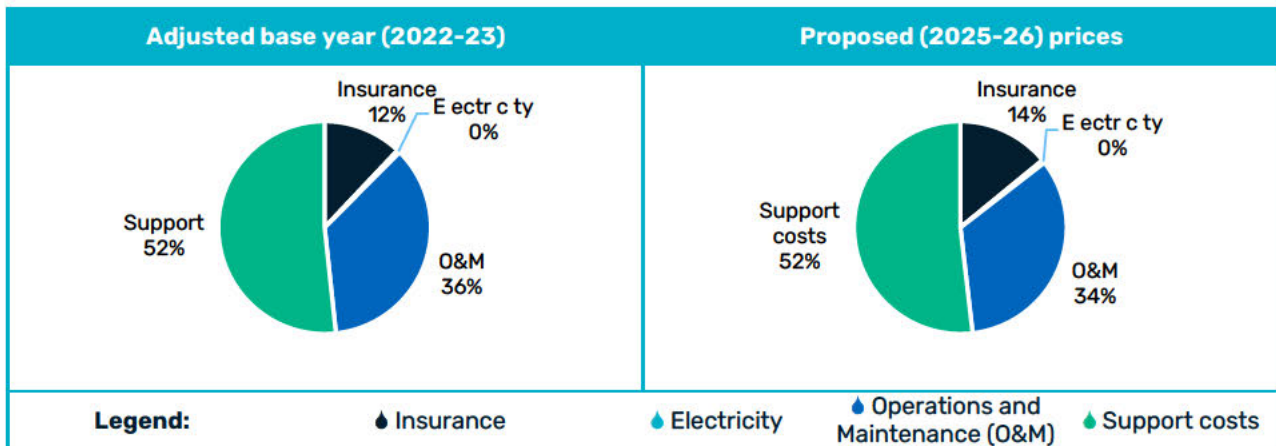 Adjusted base year (2022-23)
Proposed (2025-26) prices
Insurance
12%
E ectr c ty
0%
Support
52%
O&M
36%
Insurance
14%
E ectr c ty
0%
Support
costs
52%
O&M
34%
Legend:
Insurance
Electricity
Operations and
Maintenance (O&M)
Support costs